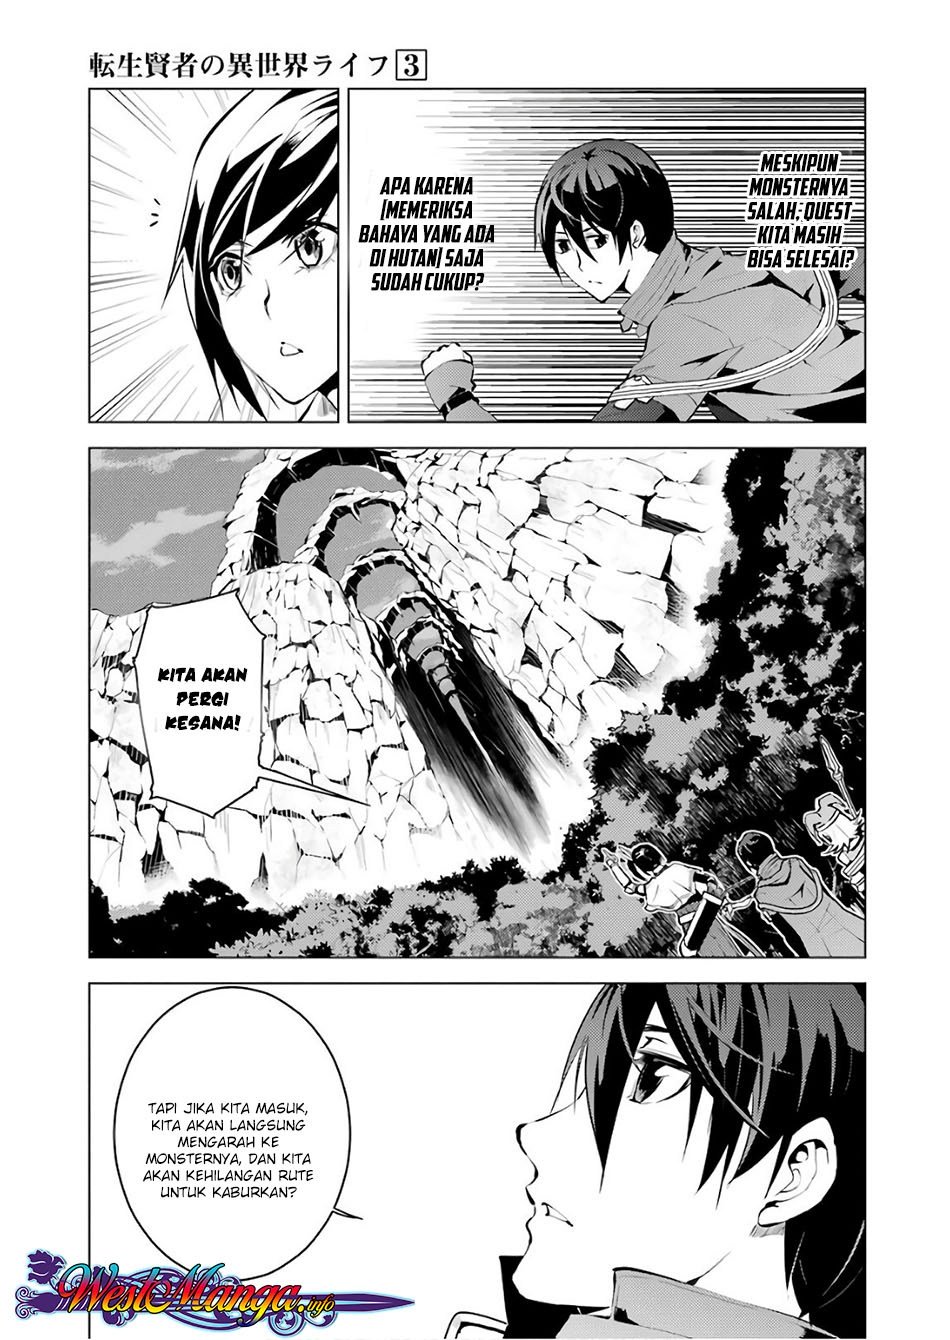 転生賢者の異世界ライフ 3
MESKIPUN
MONSTERNYA
SALAH, QUEST
KITA MASIH
BISA SELESAI?
APA KARENA
[MEMERIKSA
BAHAYA YANG ADA
DI HUTAN] SAJA
SUDAH CUKUP?
KITA AKAN
PERGI
KESANA!
TAPI JIKA KITA MASUK,
KITA AKAN LANGSUNG
MENGARAH KE
MONSTERNYA, DAN KITA
AKAN KEHILANGAN RUTE
UNTUK KABURKAN?
WestManga.info